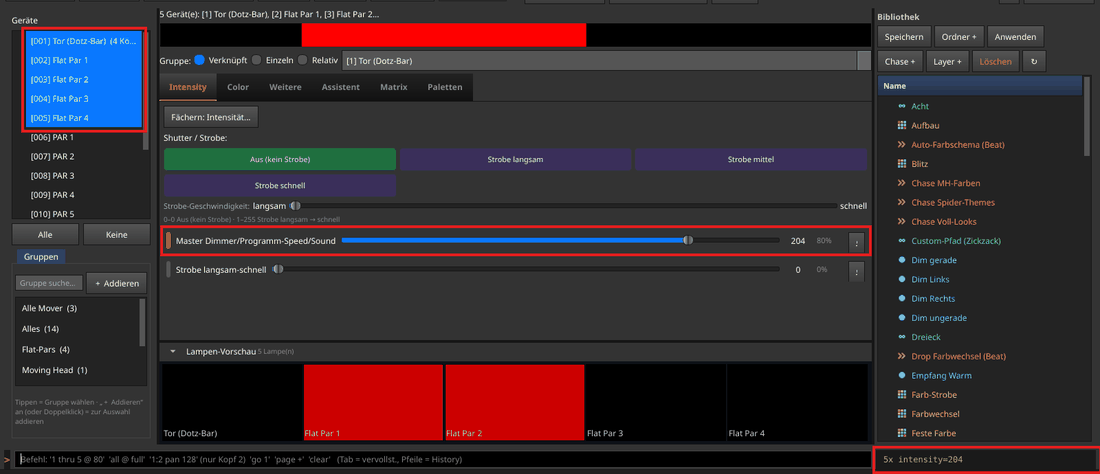 Geräte
[001] Tor (Dotz-Bar) (4 Kö...
[002] Flat Par 1
[003] Flat Par 2
[004] Flat Par 3
[005] Flat Par 4
[006] PAR 1
[007] PAR 2
[008] PAR 3
[009] PAR 4
[010] PAR 5
Alle
Keine
Gruppen
Gruppe suche...
+ Addieren
Alle Mover (3)
Alles (14)
Flat-Pars (4)
Moving Head (1)
Tippen = Gruppe wählen · „+ Addieren“
an (oder Doppelklick) = zur Auswahl
addieren
5 Gerät(e): [1] Tor (Dotz-Bar), [2] Flat Par 1, [3] Flat Par 2...
Gruppe: Verknüpft Einzeln Relativ [1] Tor (Dotz-Bar)
Intensity Color Weitere Assistent Matrix Paletten
Fächern: Intensität...
Shutter / Strobe:
Aus (kein Strobe) Strobe langsam Strobe mittel
Strobe schnell
Strobe-Geschwindigkeit: langsam schnell
0–0 Aus (kein Strobe) · 1–255 Strobe langsam → schnell
Master Dimmer/Programm-Speed/Sound 204 80% :
Strobe langsam-schnell 0 0% :
Lampen-Vorschau 5 Lampe(n)
Tor (Dotz-Bar) Flat Par 1 Flat Par 2 Flat Par 3 Flat Par 4
Bibliothek
Speichern Ordner + Anwenden
Chase + Layer + Löschen ↻
Name
Acht
Aufbau
Auto-Farbschema (Beat)
Blitz
Chase MH-Farben
Chase Spider-Themes
Chase Voll-Looks
Custom-Pfad (Zickzack)
Dim gerade
Dim Links
Dim Rechts
Dim ungerade
Dreieck
Drop Farbwechsel (Beat)
Empfang Warm
Farb-Strobe
Farbwechsel
Feste Farbe
> Befehl: '1 thru 5 @ 80' 'all @ full' '1:2 pan 128' (nur Kopf 2) 'go 1' 'page +' 'clear' (Tab = vervollst., Pfeile = History)
5x intensity=204